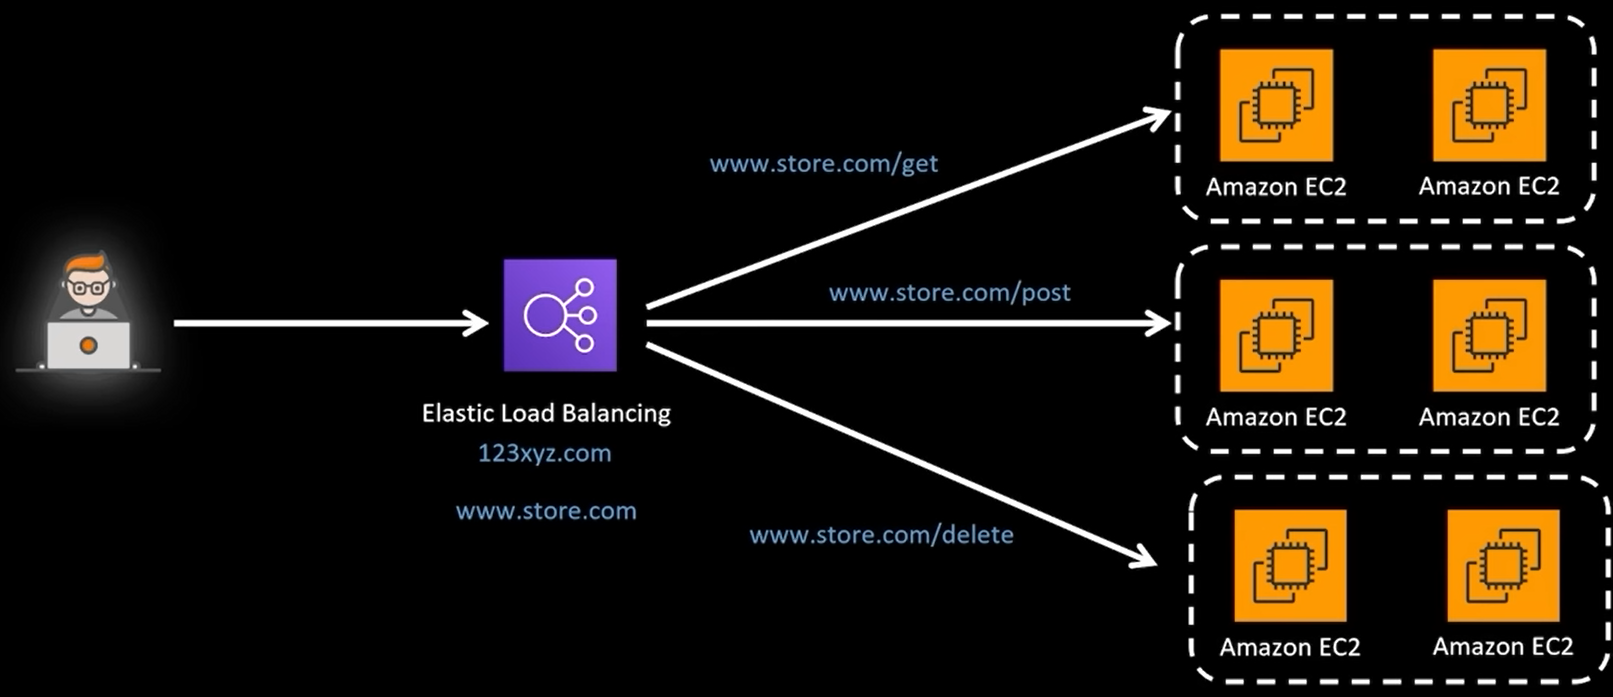 Amazon EC2
Amazon EC2
www.store.com/get
www.store.com/post
Amazon EC2
Amazon EC2
Elastic Load Balancing
123xyz.com
www.store.com
www.store.com/delete
Amazon EC2
Amazon EC2